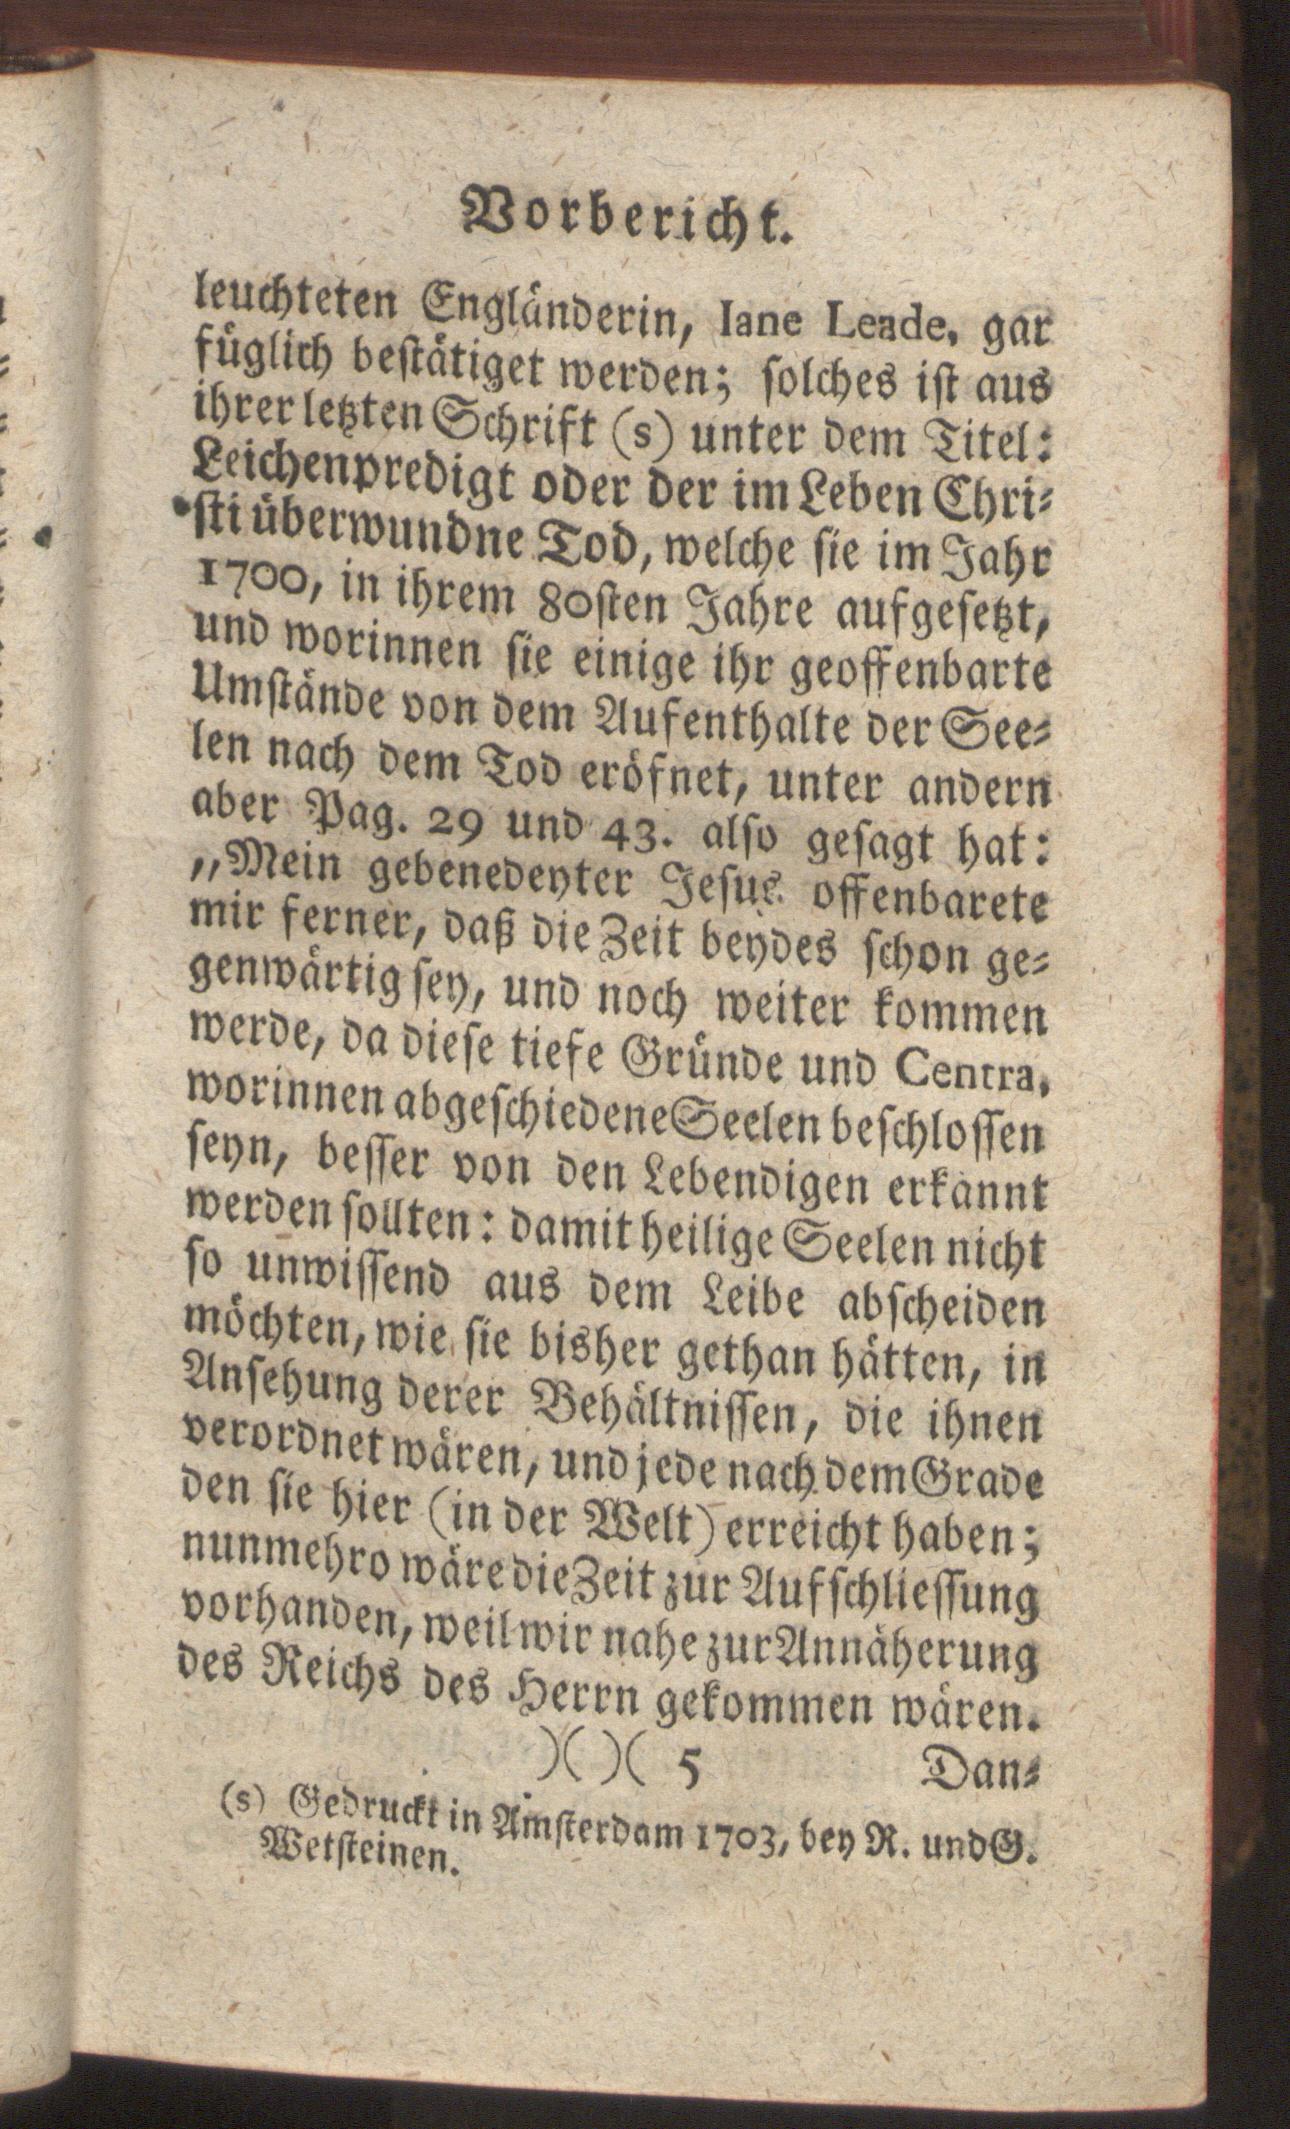 Vorbericht.
leuchteten Engländerin, Iane Leade, gar
füglich bestätiget werden; solches ist aus
ihrer letzten Schrift (s) unter dem Titel:
Leichenpredigt oder der im Leben Chri-
sti überwundne Tod, welche sie im Jahr
1700, in ihrem 80sten Jahre aufgesetzt,
und worinnen sie einige ihr geoffenbarte
Umstände von dem Aufenthalte der See-
len nach dem Tod eröfnet, unter andern
aber Pag. 29 und 43. also gesagt hat:
„Mein gebenedeyter Jesus offenbarete
mir ferner, daß die Zeit beydes schon ge-
genwärtig sey, und noch weiter kommen
werde, da diese tiefe Gründe und Centra,
worinnen abgeschiedene Seelen beschlossen
seyn, besser von den Lebendigen erkannt
werden sollten: damit heilige Seelen nicht
so unwissend aus dem Leibe abscheiden
möchten, wie sie bisher gethan hätten, in
Ansehung derer Behältnissen, die ihnen
verordnet wären, und jede nach dem Grade
den sie hier (in der Welt) erreicht haben;
nunmehro wäre die Zeit zur Aufschliessung
vorhanden, weil wir nahe zur Annäherung
des Reichs des Herrn gekommen wären.
)( )( 5 Dan-
(s) Gedruckt in Amsterdam 1703, bey R. und G.
Wetsteinen.